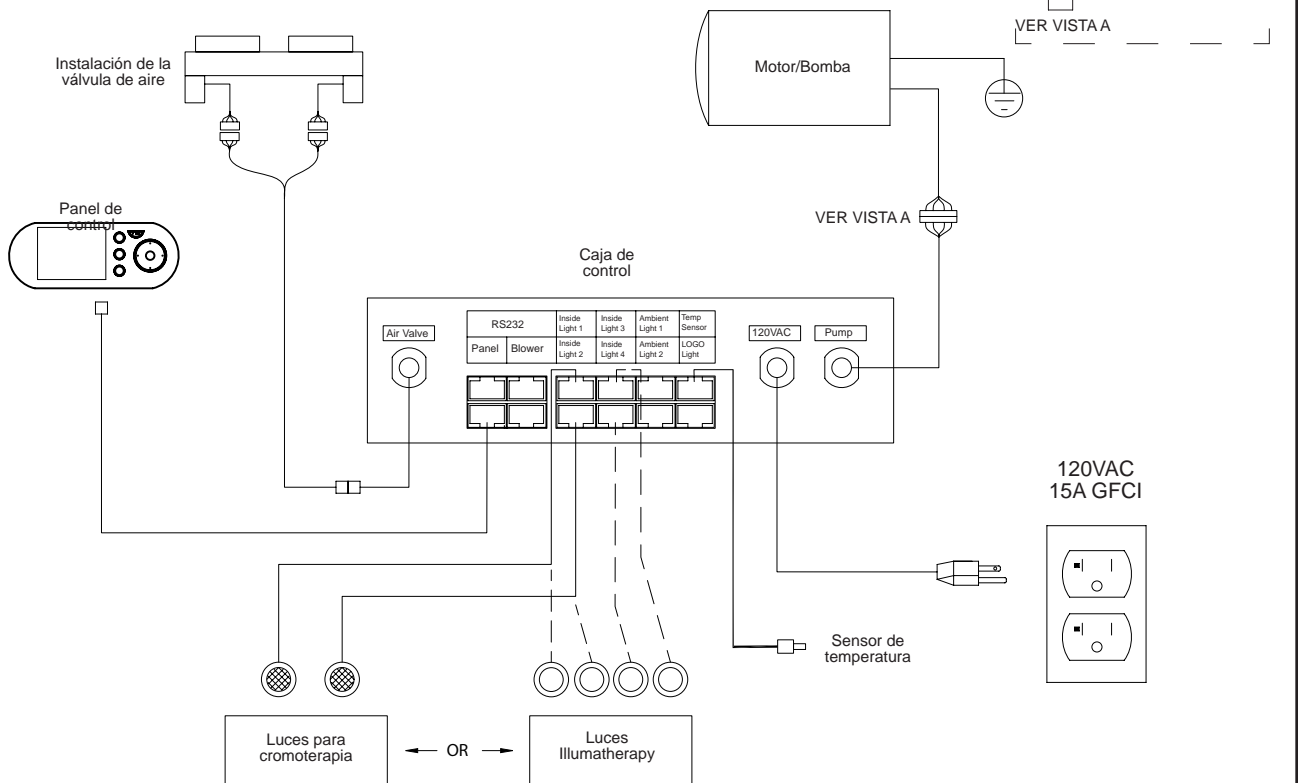 VER VISTA A
Instalación de la
válvula de aire
Motor/Bomba
Panel de
control
VER VISTA A
Caja de
control
Air Valve
RS232
Inside
Light 1
Inside
Light 3
Ambient
Light 1
Temp
Sensor
Panel
Blower
Inside
Light 2
Inside
Light 4
Ambient
Light 2
LOGO
Light
120VAC
Pump
120VAC
15A GFCI
Sensor de
temperatura
Luces para
cromoterapia
OR
Luces
Illumatherapy